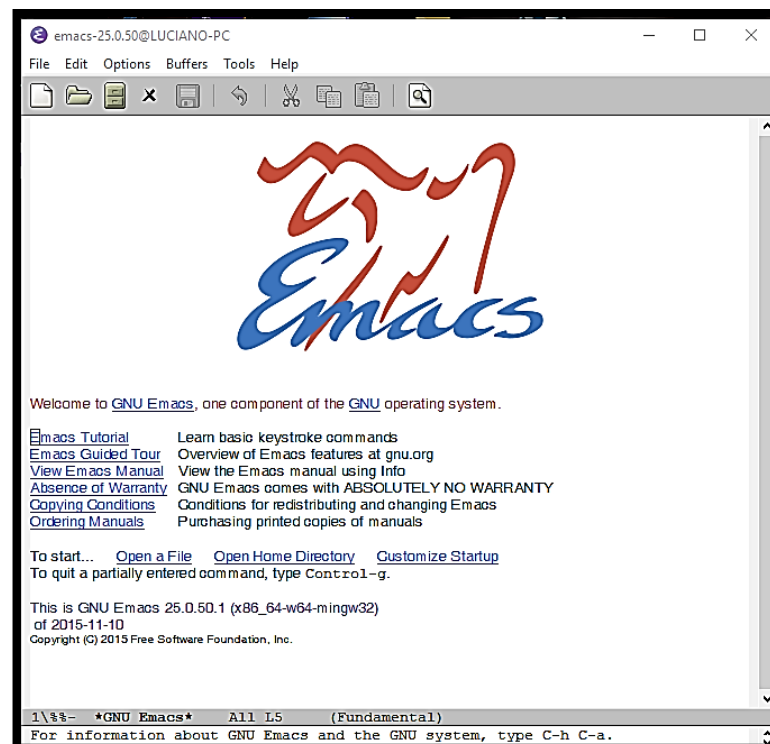 emacs-25.0.50@LUCIANO-PC
File Edit Options Buffers Tools Help
Emacs
Welcome to GNU Emacs, one component of the GNU operating system.
Emacs Tutorial Learn basic keystroke commands
Emacs Guided Tour Overview of Emacs features at gnu.org
View Emacs Manual View the Emacs manual using Info
Absence of Warranty GNU Emacs comes with ABSOLUTELY NO WARRANTY
Copying Conditions Conditions for redistributing and changing Emacs
Ordering Manuals Purchasing printed copies of manuals
To start... Open a File Open Home Directory Customize Startup
To quit a partially entered command, type Control-g.
This is GNU Emacs 25.0.50.1 (x86_64-w64-mingw32)
of 2015-11-10
Copyright (C) 2015 Free Software Foundation, Inc.
1\%%- *GNU Emacs* All L5 (Fundamental)
For information about GNU Emacs and the GNU system, type C-h C-a.